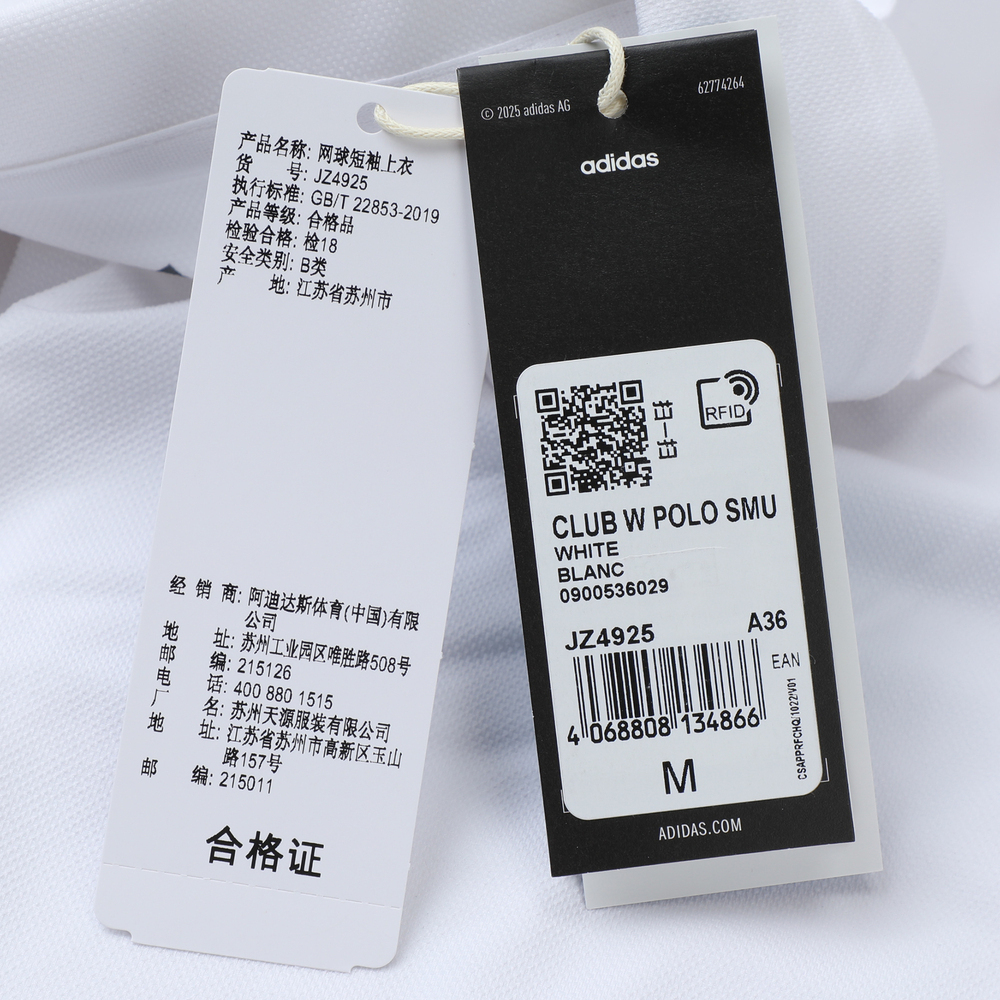 产品名称: 网球短袖上衣
货 号: JZ4925
执行标准: GB/T 22853-2019
产品等级: 合格品
检验合格: 检18
安全类别: B类
产 地: 江苏省苏州市
经 销 商: 阿迪达斯体育(中国)有限
公司
地 址: 苏州工业园区唯胜路508号
邮 编: 215126
电 话: 400 880 1515
厂 名: 苏州天源服装有限公司
地 址: 江苏省苏州市高新区玉山
路157号
邮 编: 215011
合格证
© 2025 adidas AG
62774264
adidas
扫一扫
RFID
CLUB W POLO SMU
WHITE
BLANC
0900536029
JZ4925
A36
EAN
4 068808 134866
CSAPPRFCHQ/1022/V01
M
ADIDAS.COM